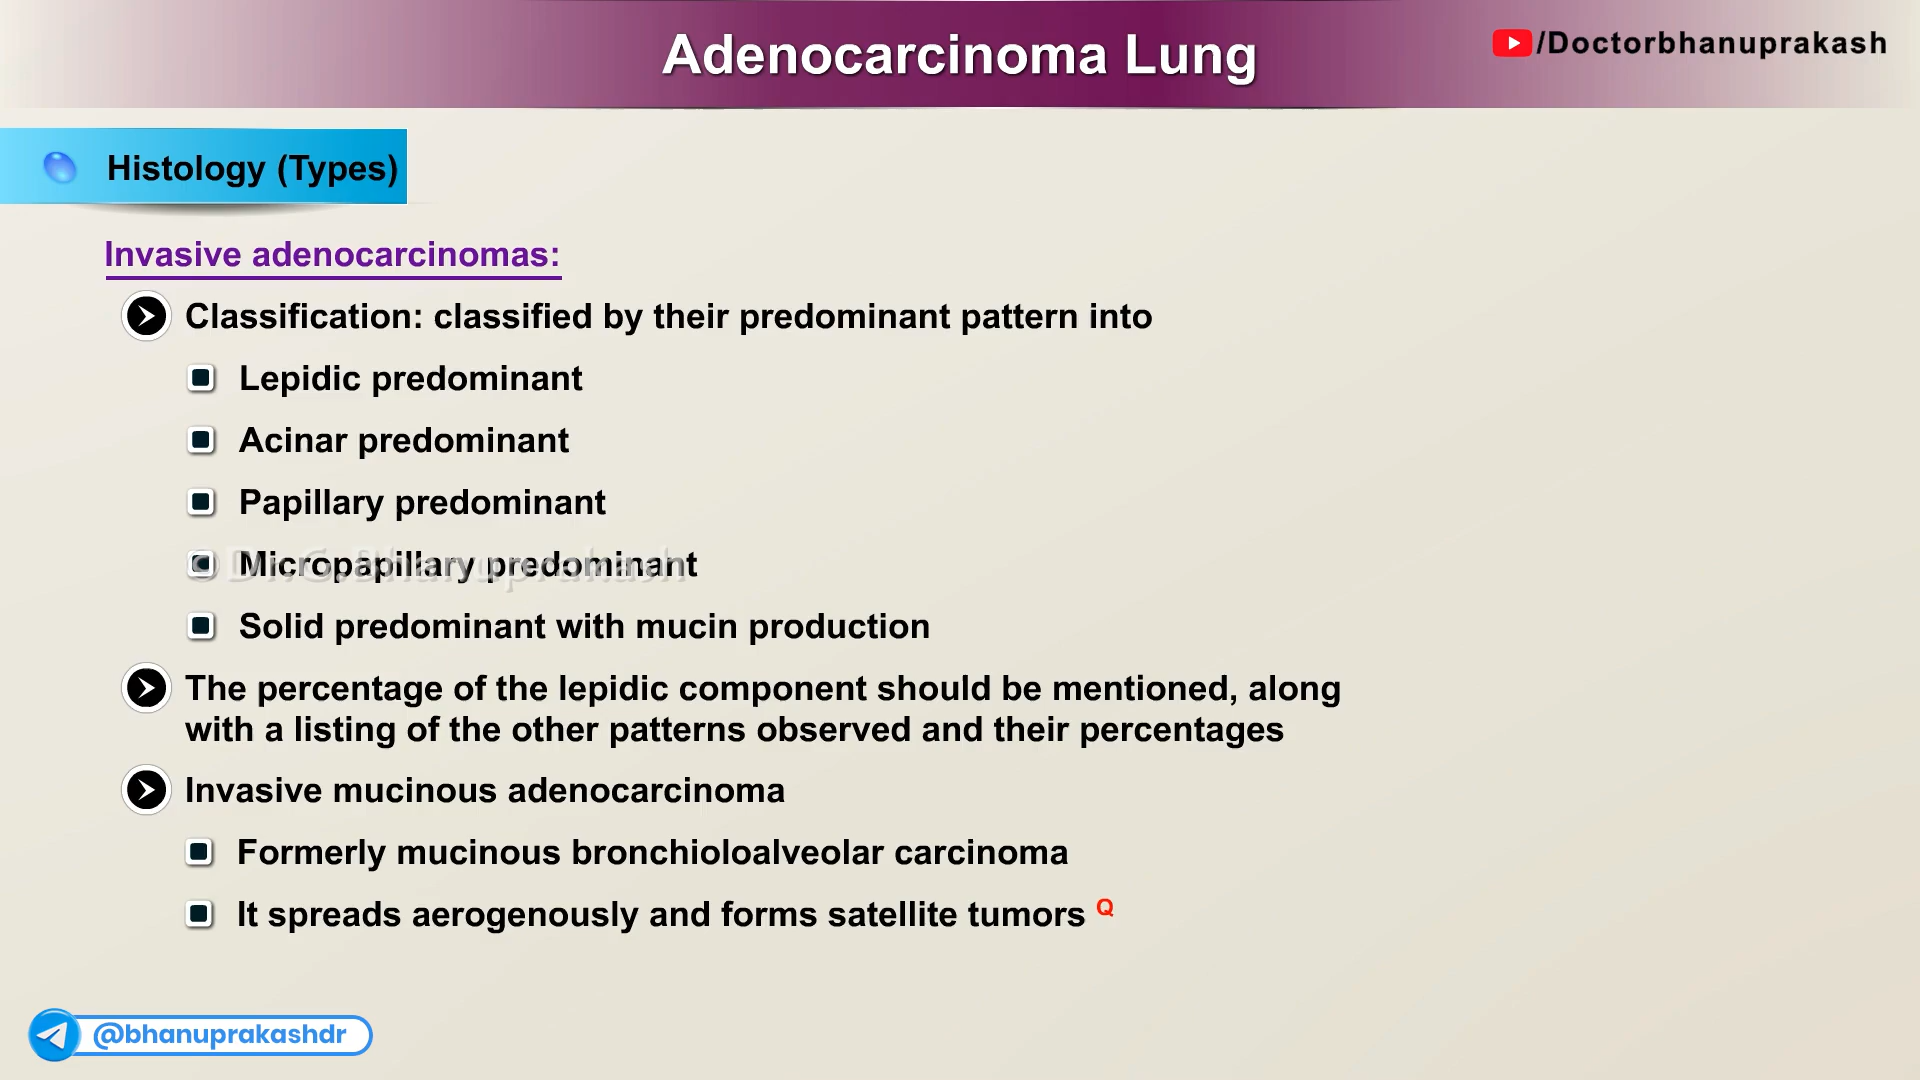 Adenocarcinoma Lung
/Doctorbhanuprakash
Histology (Types)
Invasive adenocarcinomas:
Classification: classified by their predominant pattern into
Lepidic predominant
Acinar predominant
Papillary predominant
Micropapillary predominant
©Dr.G.Bhanuprakash
Solid predominant with mucin production
The percentage of the lepidic component should be mentioned, along
with a listing of the other patterns observed and their percentages
Invasive mucinous adenocarcinoma
Formerly mucinous bronchioloalveolar carcinoma
It spreads aerogenously and forms satellite tumors Q
@bhanuprakashdr